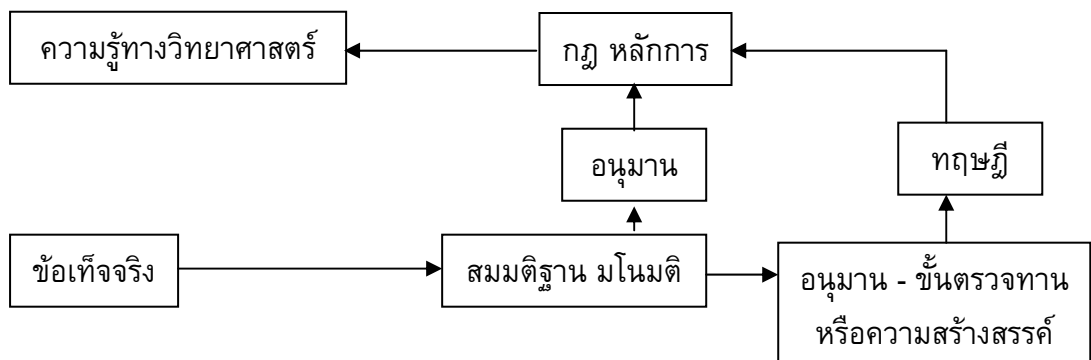 ความรู้ทางวิทยาศาสตร์
กฎ หลักการ
อนุมาน
ทฤษฎี
ข้อเท็จจริง
สมมติฐาน มโนมติ
อนุมาน - ขั้นตรวจทาน
หรือความสร้างสรรค์